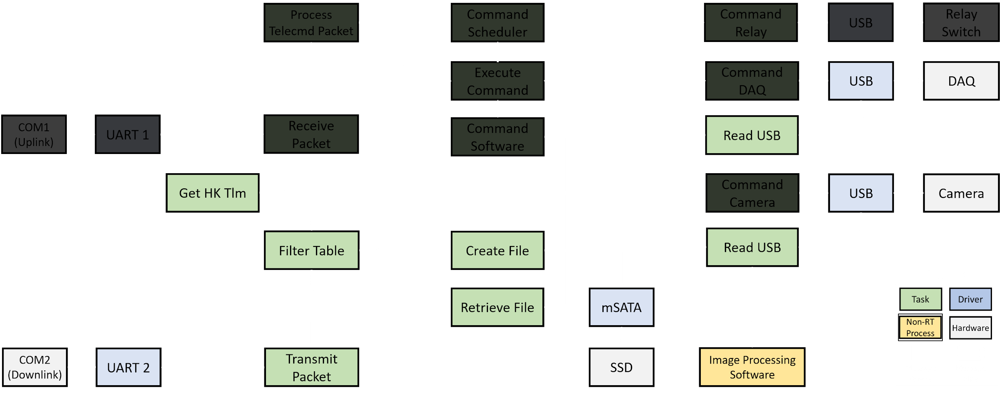 Process
Telecmd Packet
Command
Scheduler
Command
Relay
USB
Relay
Switch
Execute
Command
Command
DAQ
USB
DAQ
COM1
(Uplink)
UART 1
Receive
Packet
Command
Software
Read USB
Get HK Tlm
Command
Camera
USB
Camera
Filter Table
Create File
Read USB
Retrieve File
mSATA
Task
Driver
Non-RT
Process
Hardware
COM2
(Downlink)
UART 2
Transmit
Packet
SSD
Image Processing
Software